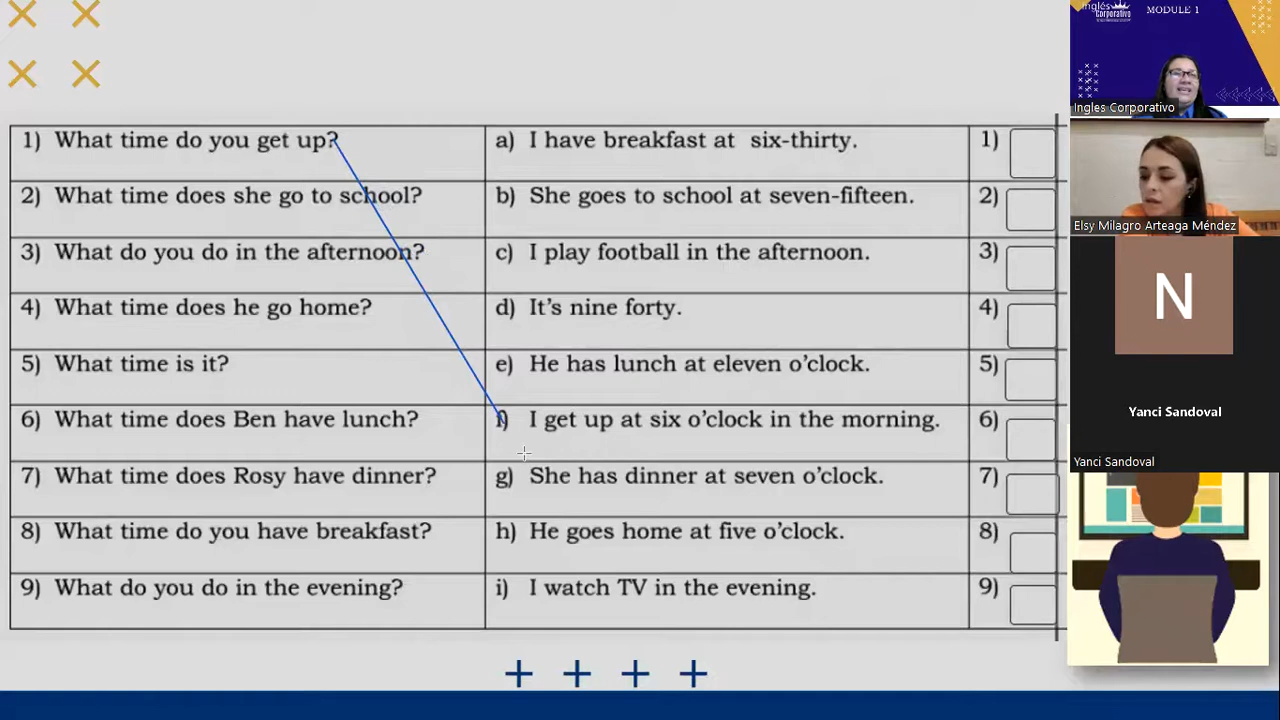 Inglés
Corporativo
MODULE 1
Ingles Corporativo
Elsy Milagro Arteaga Méndez
N
Yanci Sandoval
Yanci Sandoval
1) What time do you get up? a) I have breakfast at six-thirty. 1)
2) What time does she go to school? b) She goes to school at seven-fifteen. 2)
3) What do you do in the afternoon? c) I play football in the afternoon. 3)
4) What time does he go home? d) It's nine forty. 4)
5) What time is it? e) He has lunch at eleven o'clock. 5)
6) What time does Ben have lunch? f) I get up at six o'clock in the morning. 6)
7) What time does Rosy have dinner? g) She has dinner at seven o'clock. 7)
8) What time do you have breakfast? h) He goes home at five o'clock. 8)
9) What do you do in the evening? i) I watch TV in the evening. 9)